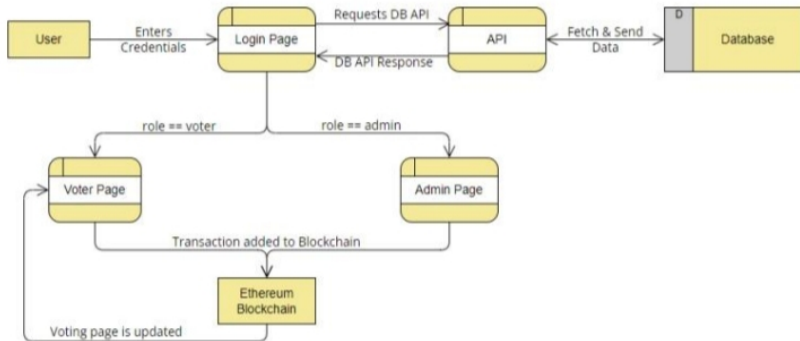 Requests DB API
D
User
Enters
Credentials
Login Page
API
Fetch & Send
Data
Database
DB API Response
role == voter
role == admin
Voter Page
Admin Page
Transaction added to Blockchain
Ethereum
Blockchain
Voting page is updated